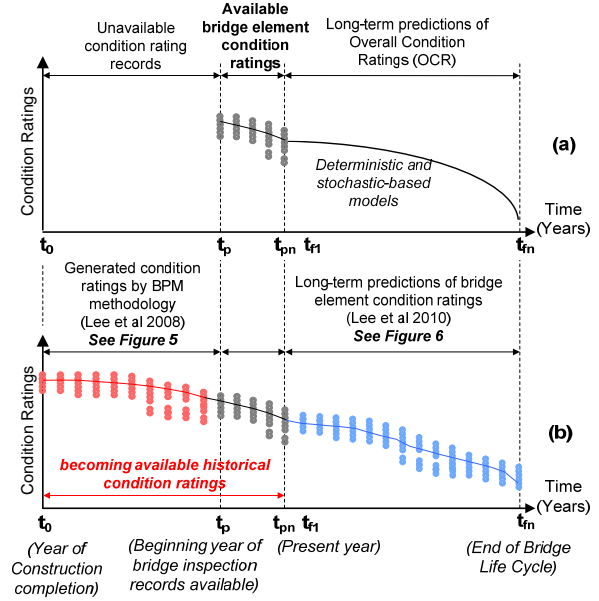 Unavailable
condition rating
records
Available
bridge element
condition
ratings
Long-term predictions of
Overall Condition
Ratings (OCR)
Condition Ratings
Deterministic and
stochastic-based
models
(a)
Time
(Years)
t0
tp
tpn
tf1
tfn
Generated condition
ratings by BPM
methodology
(Lee et al 2008)
See Figure 5
Long-term predictions of bridge
element condition ratings
(Lee et al 2010)
See Figure 6
Condition Ratings
becoming available historical
condition ratings
(b)
Time
(Years)
t0
tp
tpn
tf1
tfn
(Year of
Construction
completion)
(Beginning year of
bridge inspection
records available)
(Present year)
(End of Bridge
Life Cycle)